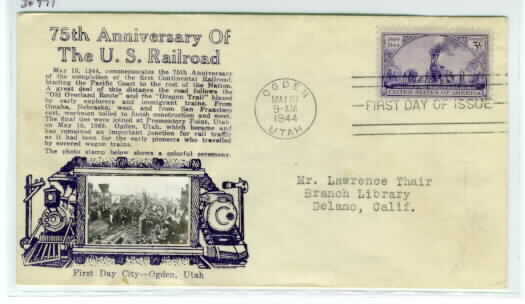 75th Anniversary Of
The U. S. Railroad
May 10, 1944, commemorates the 75th Anniversary
of the completion of the first Continental Railroad,
binding the Pacific Coast to the rest of the Nation.
A great deal of this distance the road follows the
"Old Overland Route" and the "Oregon Trail" blazed
by early explorers and immigrant trains. From
Omaha, Nebraska, west, and from San Francisco
east, workmen toiled to finish construction and meet.
The final ties were joined at Promontory Point, Utah
on May 10, 1869. Ogden, Utah, which became and
has remained an important junction for rail traffic
as it had been for the early pioneers who travelled
by covered wagon trains.
The photo stamp below shows a colorful ceremony.
First Day City—Ogden, Utah
OGDEN
MAY 10
9-AM
1944
UTAH
1869
1944
3¢
UNITED STATES OF AMERICA
FIRST DAY OF ISSUE
Mr. Lawrence Thair
Branch Library
Delano, Calif.